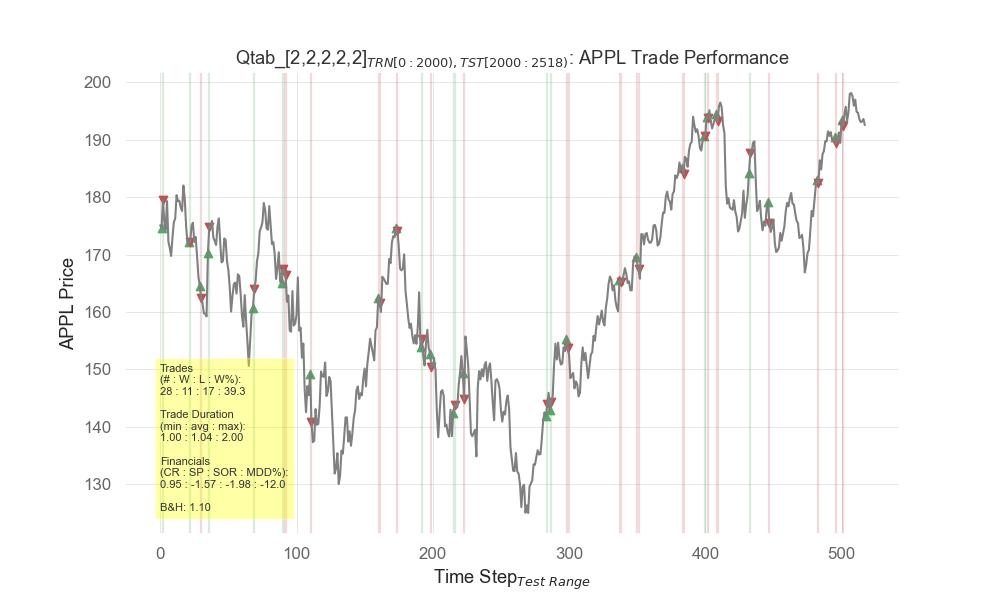 Qtab_[2,2,2,2,2]TRN[0 : 2000), TST[2000 : 2518): APPL Trade Performance
200
190
180
170
160
150
140
130
APPL Price
Trades
(# : W : L : W%):
28 : 11 : 17 : 39.3
Trade Duration
(min : avg : max):
1.00 : 1.04 : 2.00
Financials
(CR : SP : SOR : MDD%):
0.95 : -1.57 : -1.98 : -12.0
B&H: 1.10
0 100 200 300 400 500
Time StepTest Range